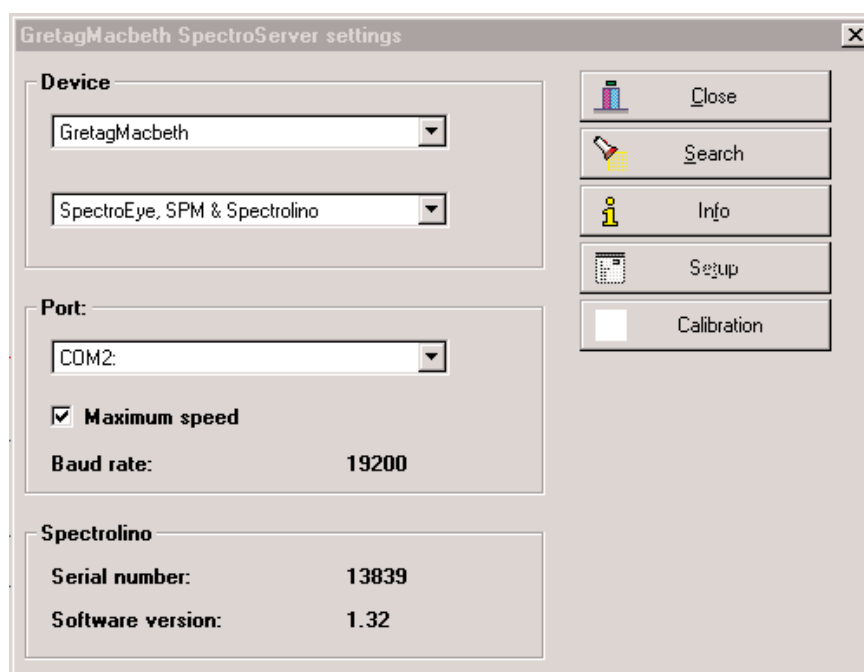 GretagMacbeth SpectroServer settings
Device
GretagMacbeth
SpectroEye, SPM & Spectrolino
Port:
COM2:
Maximum speed
Baud rate: 19200
Spectrolino
Serial number: 13839
Software version: 1.32
Close
Search
Info
Setup
Calibration